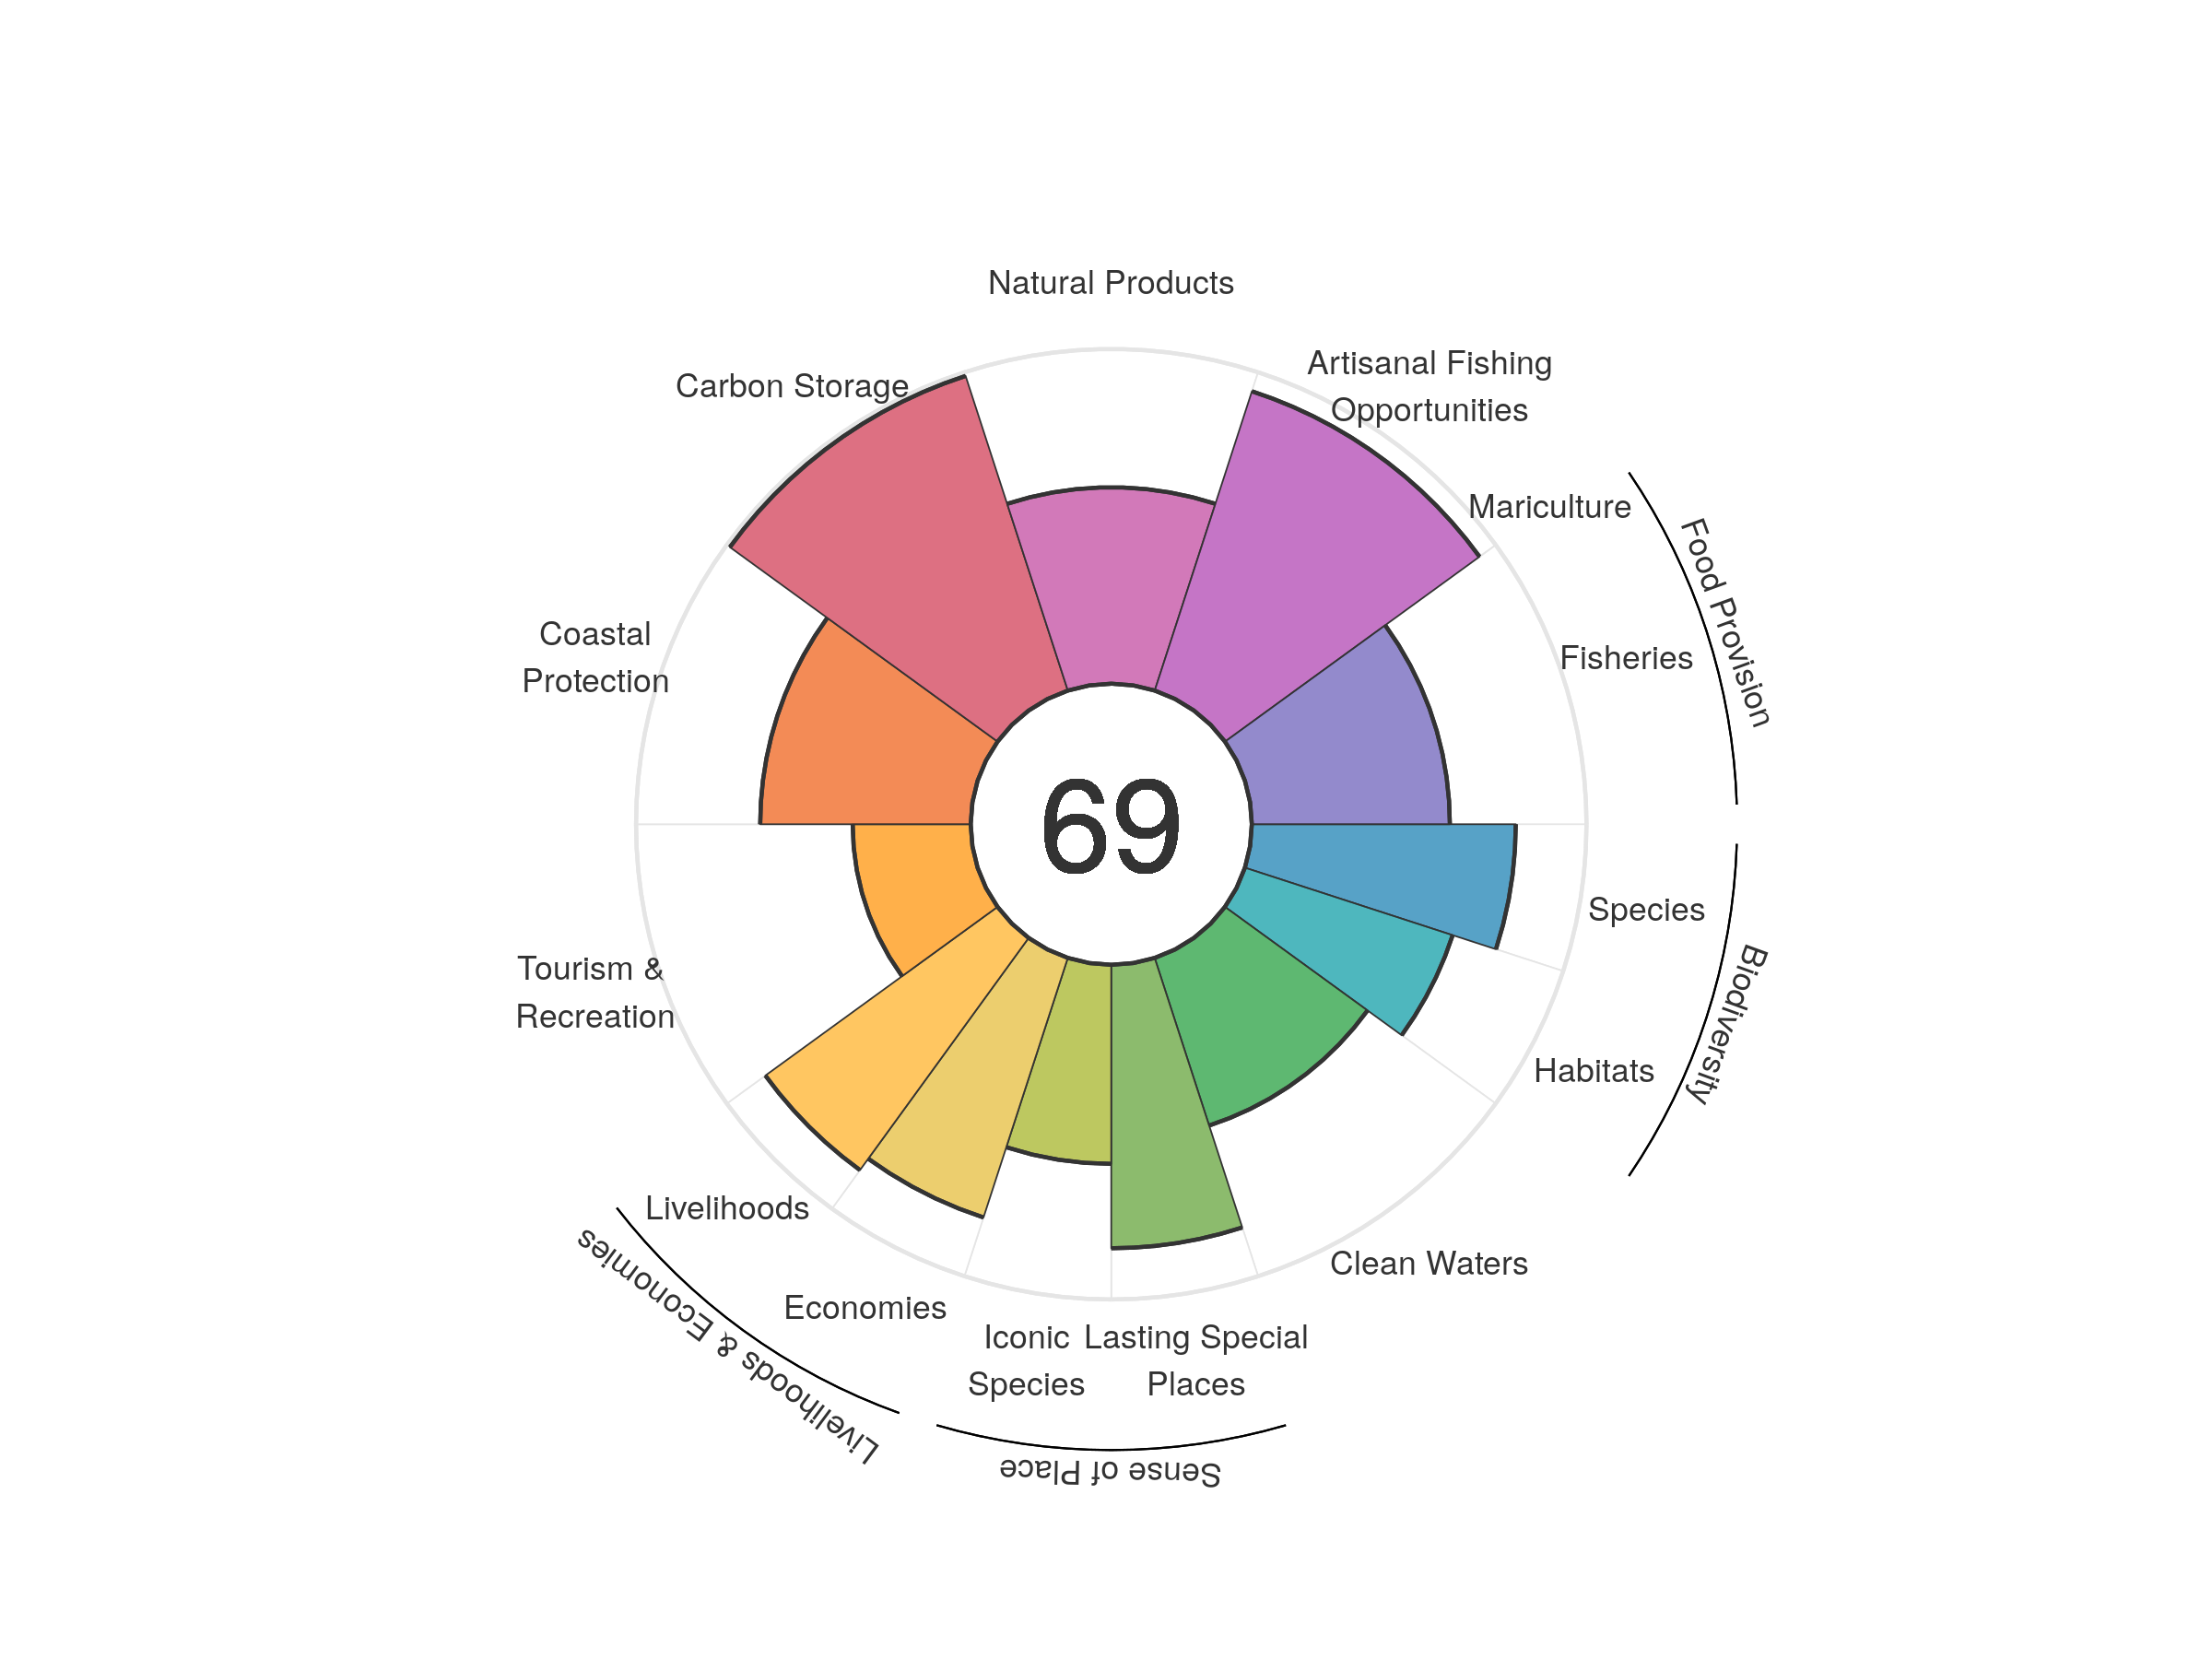 Natural Products
Artisanal Fishing
Opportunities
Carbon Storage
Mariculture
Food Provision
Coastal
Protection
Fisheries
69
Species
Biodiversity
Tourism &
Recreation
Habitats
Livelihoods
Clean Waters
Economies
Livelihoods & Economies
Iconic
Species
Lasting Special
Places
Sense of Place